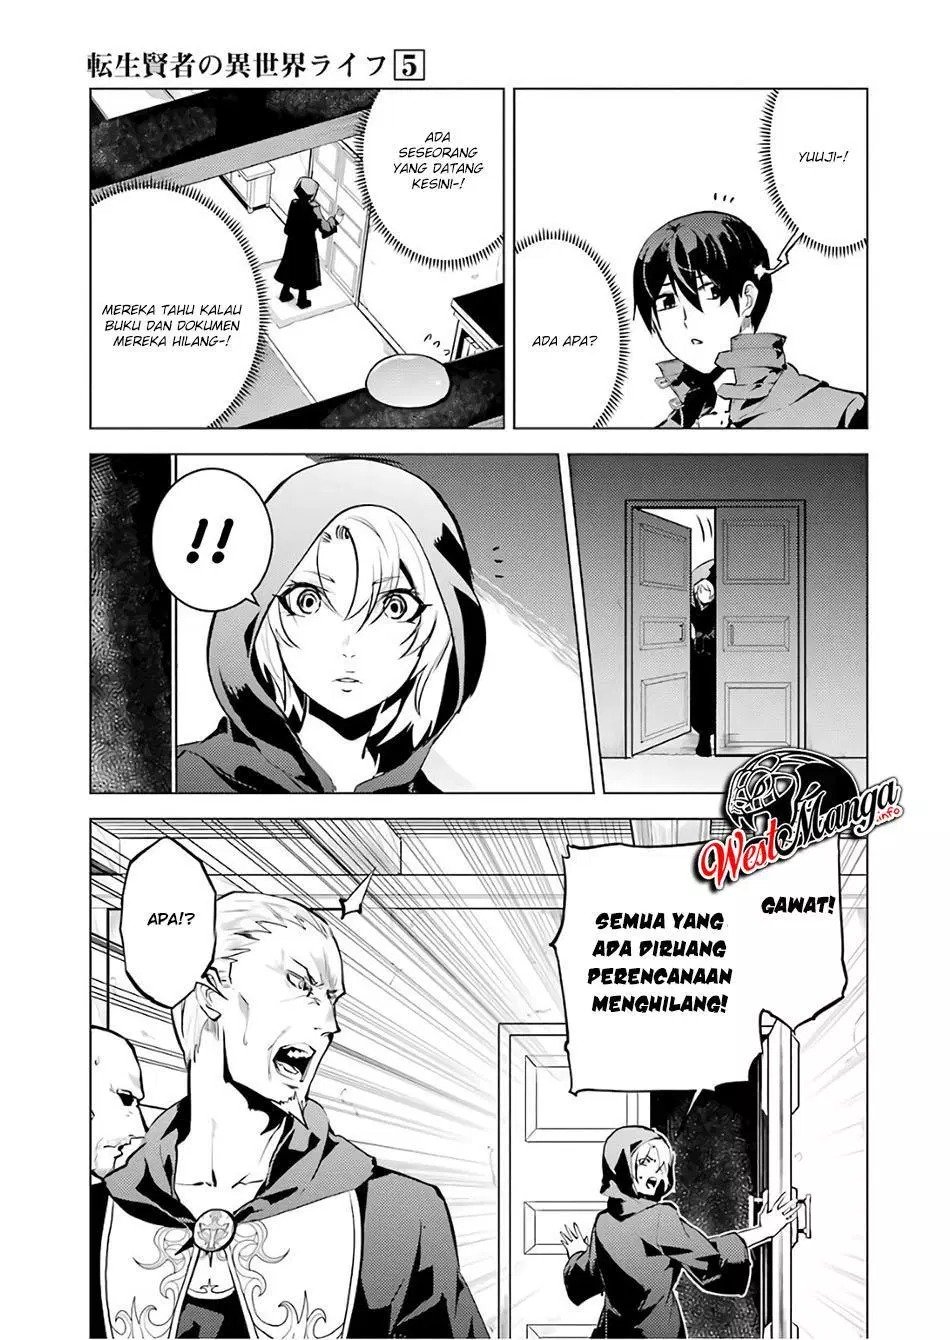 転生賢者の異世界ライフ 5
YUUJI-!
ADA APA?
ADA
SESEORANG
YANG DATANG
KESINI-!
MEREKA TAHU KALAU
BUKU DAN DOKUMEN
MEREKA HILANG-!
!!
GAWAT!
SEMUA YANG
ADA DIRUANG
PERENCANAAN
MENGHILANG!
APA!?
WESTMANGA
.info